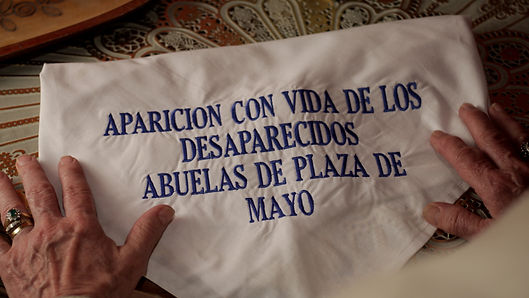 APARICION CON VIDA DE LOS
DESAPARECIDOS
ABUELAS DE PLAZA DE
MAYO